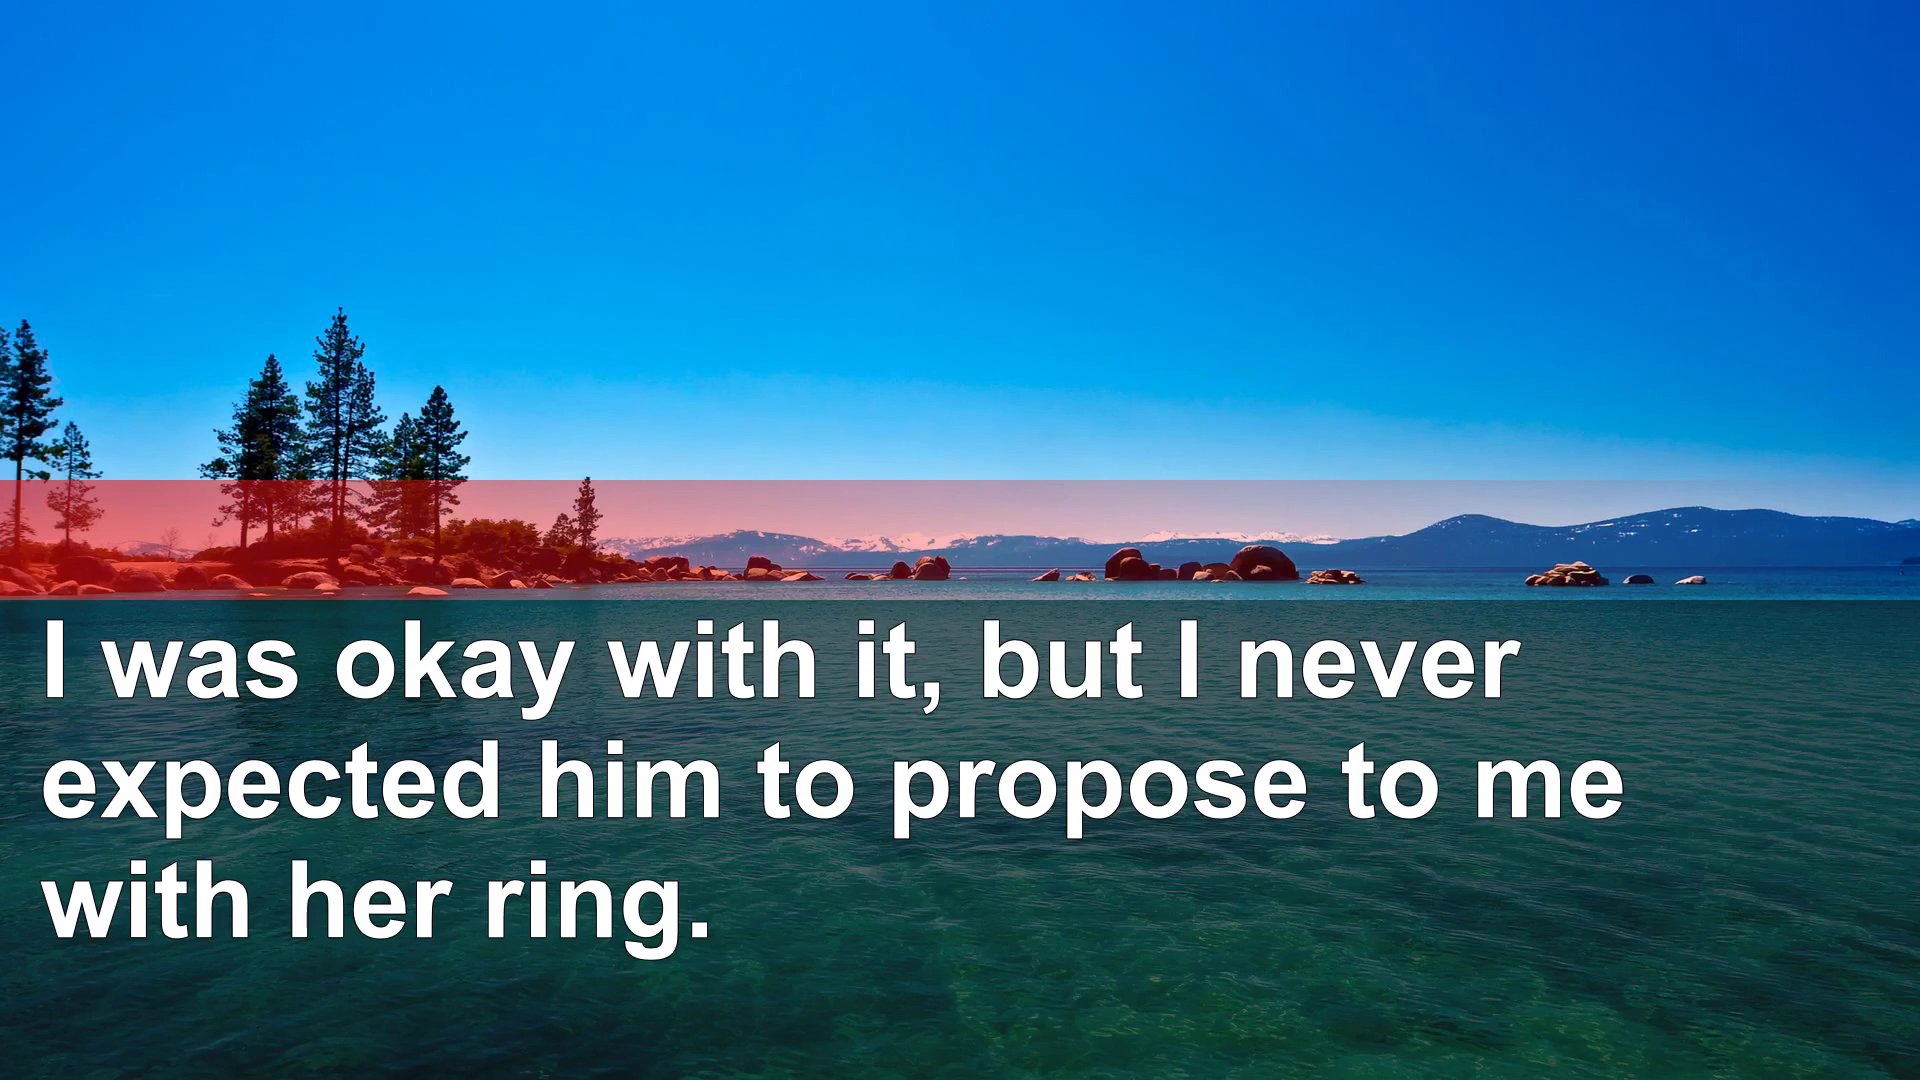 I was okay with it, but I never
expected him to propose to me
with her ring.